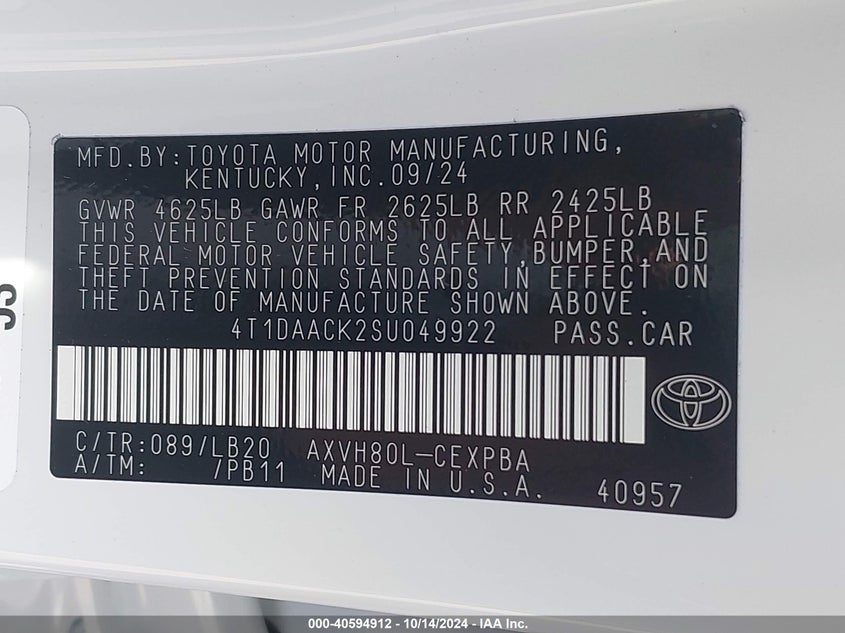 MFD.BY:TOYOTA MOTOR MANUFACTURING,
KENTUCKY,INC.09/24
GVWR 4625LB GAWR FR 2625LB RR 2425LB
THIS VEHICLE CONFORMS TO ALL APPLICABLE
FEDERAL MOTOR VEHICLE SAFETY,BUMPER,AND
THEFT PREVENTION STANDARDS IN EFFECT ON
THE DATE OF MANUFACTURE SHOWN ABOVE.
4T1DAACK2SU049922 PASS.CAR
C/TR:089/LB20 AXVH80L-CEXPBA
A/TM: /PB11 MADE IN U.S.A. 40957
000-40594912 - 10/14/2024 - IAA Inc.